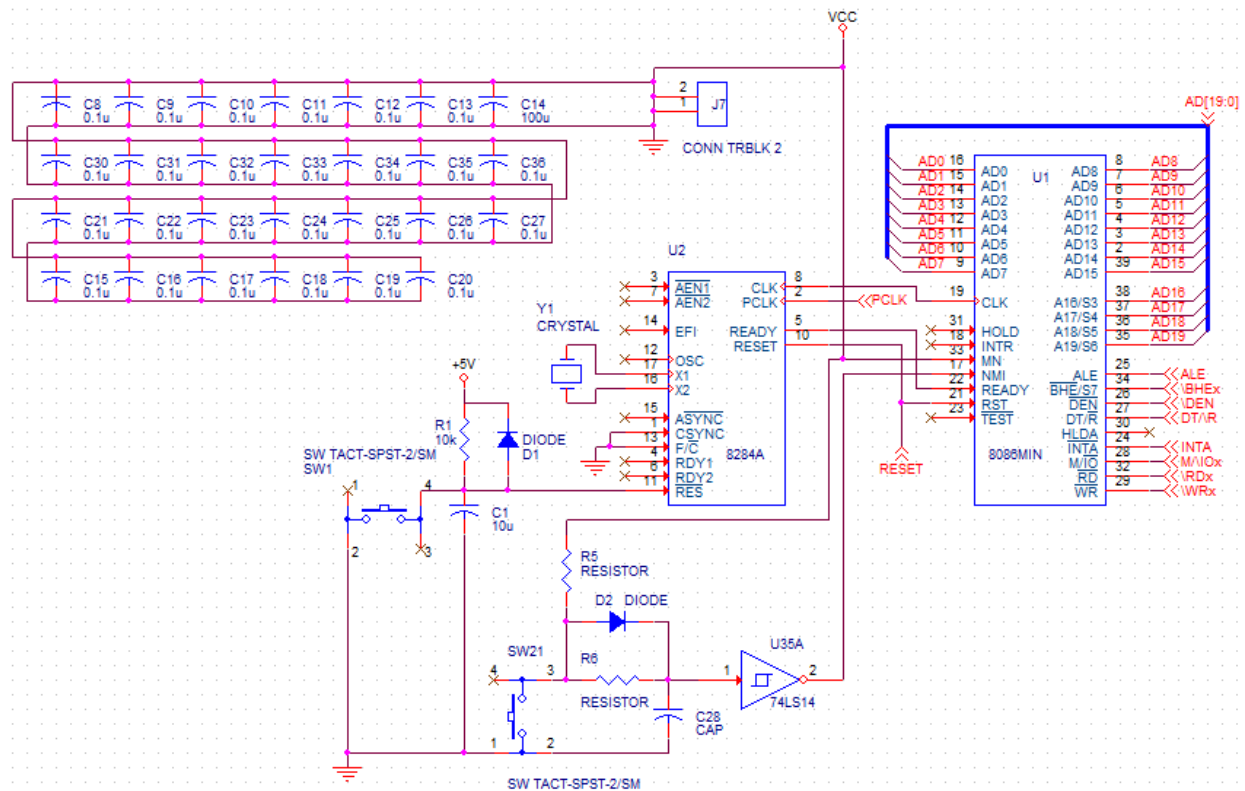 VCC
C8
0.1u
C9
0.1u
C10
0.1u
C11
0.1u
C12
0.1u
C13
0.1u
C14
100u
2
1
J7
CONN TRBLK 2
C30
0.1u
C31
0.1u
C32
0.1u
C33
0.1u
C34
0.1u
C35
0.1u
C36
0.1u
C21
0.1u
C22
0.1u
C23
0.1u
C24
0.1u
C25
0.1u
C26
0.1u
C27
0.1u
C15
0.1u
C16
0.1u
C17
0.1u
C18
0.1u
C19
0.1u
C20
0.1u
AD[19:0]
U1
AD0 16 AD0 AD8 8 AD8
AD1 15 AD1 AD9 7 AD9
AD2 14 AD2 AD10 6 AD10
AD3 13 AD3 AD11 5 AD11
AD4 12 AD4 AD12 4 AD12
AD5 11 AD5 AD13 3 AD13
AD6 10 AD6 AD14 2 AD14
AD7 9 AD7 AD15 39 AD15
19 CLK A16/S3 38 AD16
A17/S4 37 AD17
31 HOLD A18/S5 36 AD18
18 INTR A19/S6 35 AD19
33 MN
17 NMI ALE 25 ALE
22 READY BHE/S7 34 \BHEx
21 RST DEN 26 \DEN
23 TEST DT/R 27 DT/\R
HLDA 30
INTA 24 INTA
M/IO 28 M/\IOx
RD 32 \RDx
WR 29 \WRx
8086MIN
U2
3 AEN1 CLK 8
7 AEN2 PCLK 2 PCLK
14 EFI READY 5
RESET 10
12 OSC
17 X1
16 X2
15 ASYNC
1 CSYNC
13 F/C
4 RDY1
6 RDY2
11 RES
8284A
RESET
Y1
CRYSTAL
+5V
R1
10k
DIODE
D1
SW TACT-SPST-2/SM
SW1
1
4
2
3
C1
10u
R5
RESISTOR
D2 DIODE
SW21
4
3
1
2
R6
RESISTOR
C28
CAP
U35A
1
2
74LS14
SW TACT-SPST-2/SM